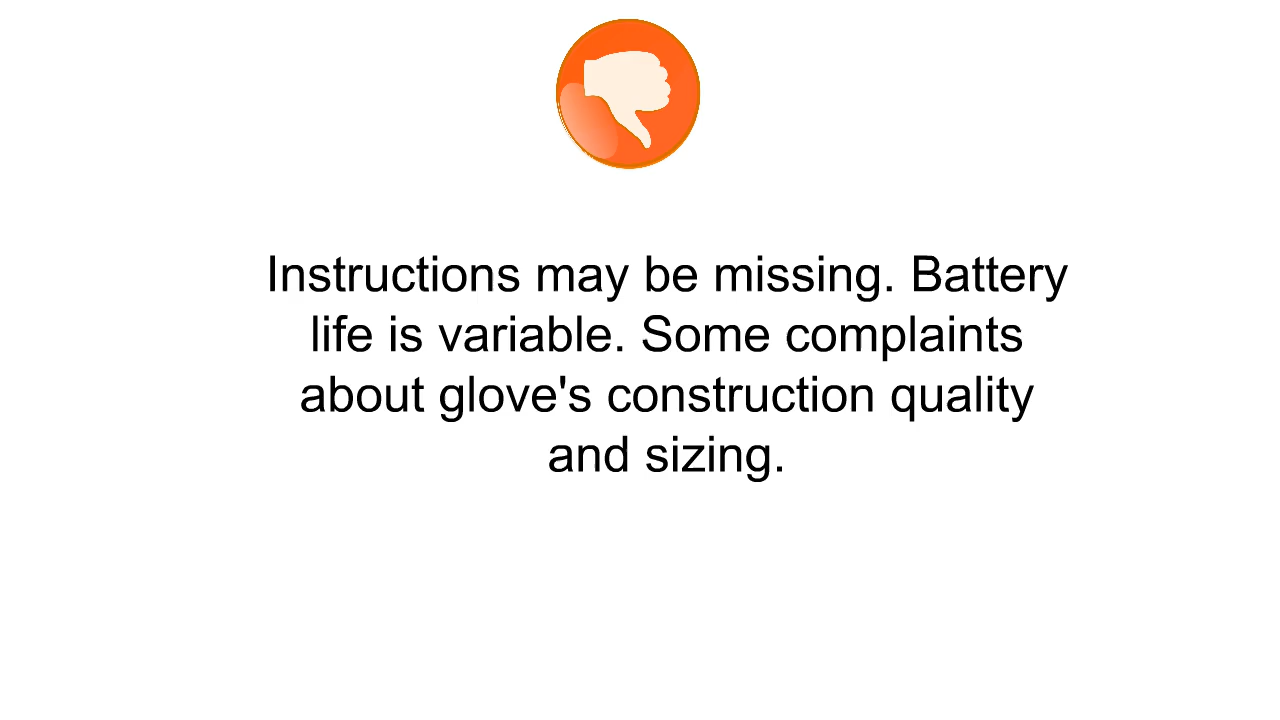 Instructions may be missing. Battery
life is variable. Some complaints
about glove's construction quality
and sizing.